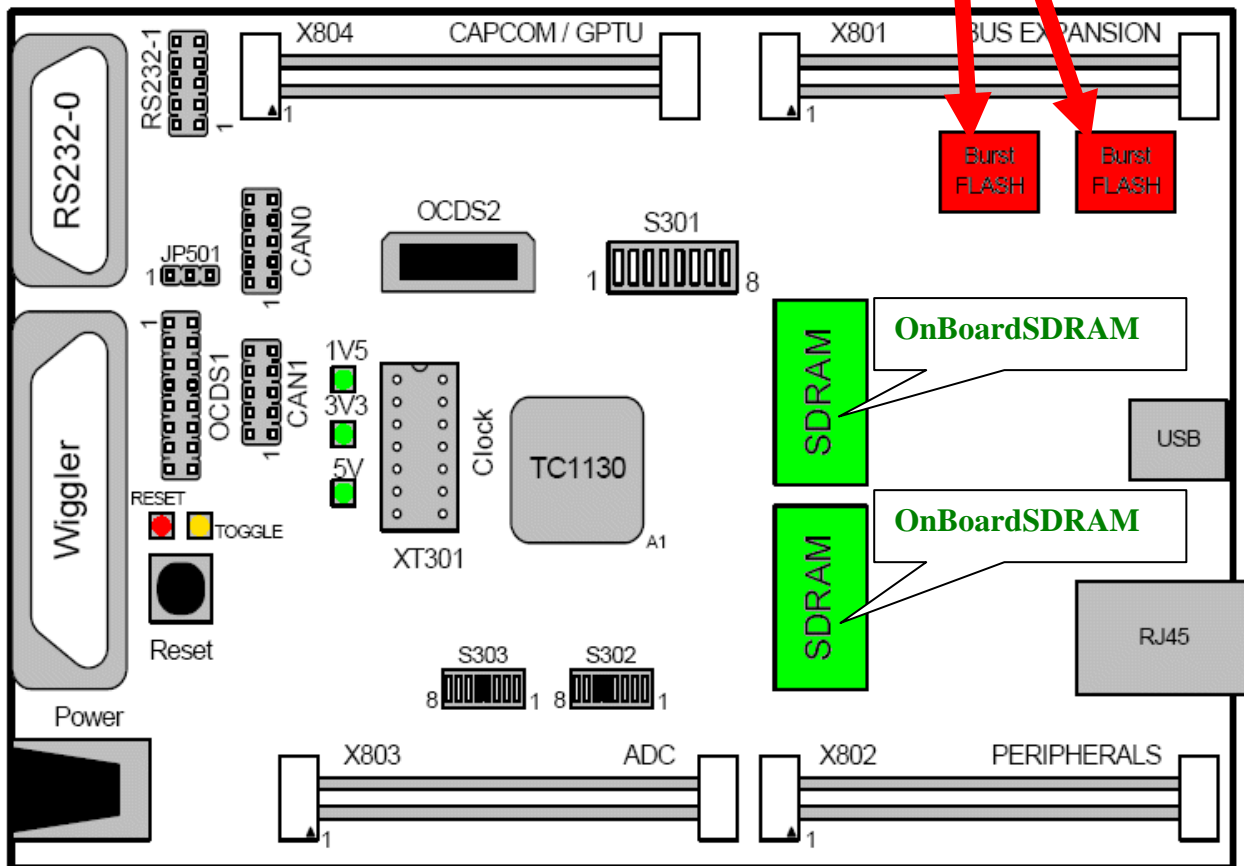 X804
CAPCOM / GPTU
X801
BUS EXPANSION
1
1
RS232-1
1
RS232-0
Burst
FLASH
Burst
FLASH
CAN0
1
OCDS2
S301
1
8
JP501
1
1
OCDS1
CAN1
1
1V5
3V3
5V
Clock
XT301
TC1130
A1
SDRAM
OnBoardSDRAM
SDRAM
OnBoardSDRAM
USB
RJ45
Wiggler
RESET
TOGGLE
Reset
S303
8
1
S302
8
1
Power
X803
ADC
1
X802
PERIPHERALS
1